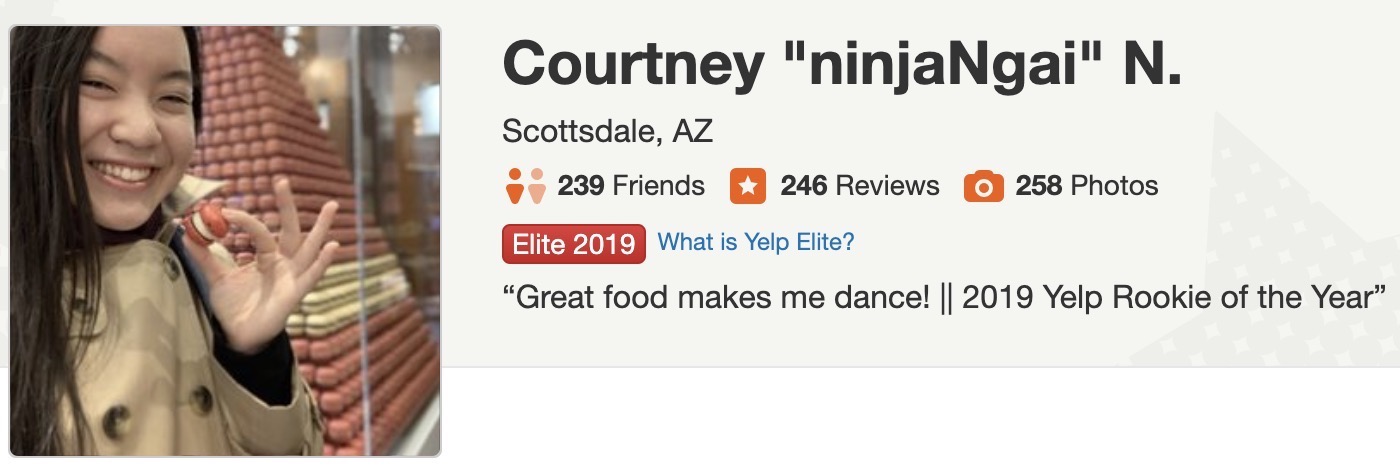 Courtney "ninjaNgai" N.
Scottsdale, AZ
239 Friends 246 Reviews 258 Photos
Elite 2019 What is Yelp Elite?
“Great food makes me dance! || 2019 Yelp Rookie of the Year”